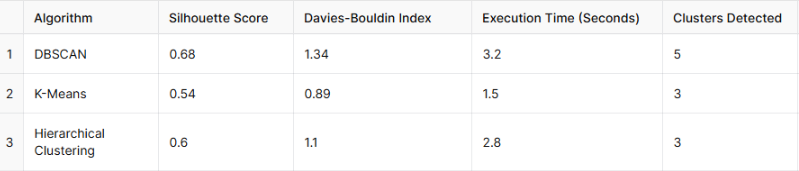 Algorithm Silhouette Score Davies-Bouldin Index Execution Time (Seconds) Clusters Detected
1 DBSCAN 0.68 1.34 3.2 5
2 K-Means 0.54 0.89 1.5 3
3 Hierarchical Clustering 0.6 1.1 2.8 3